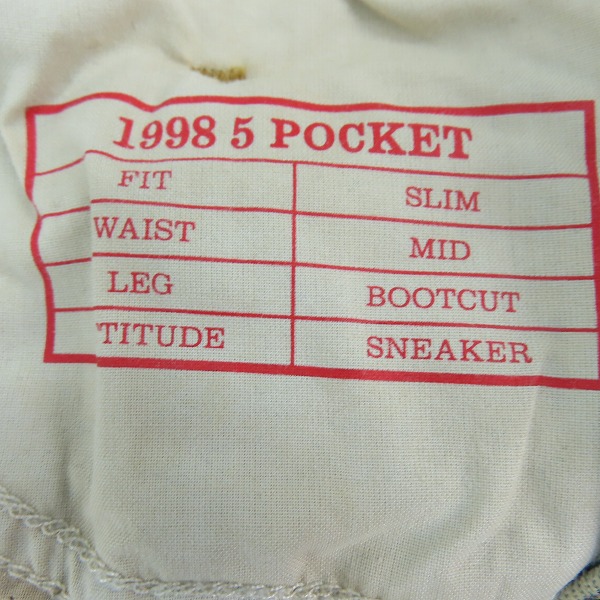 1998 5 POCKET
FIT SLIM
WAIST MID
LEG BOOTCUT
TITUDE SNEAKER